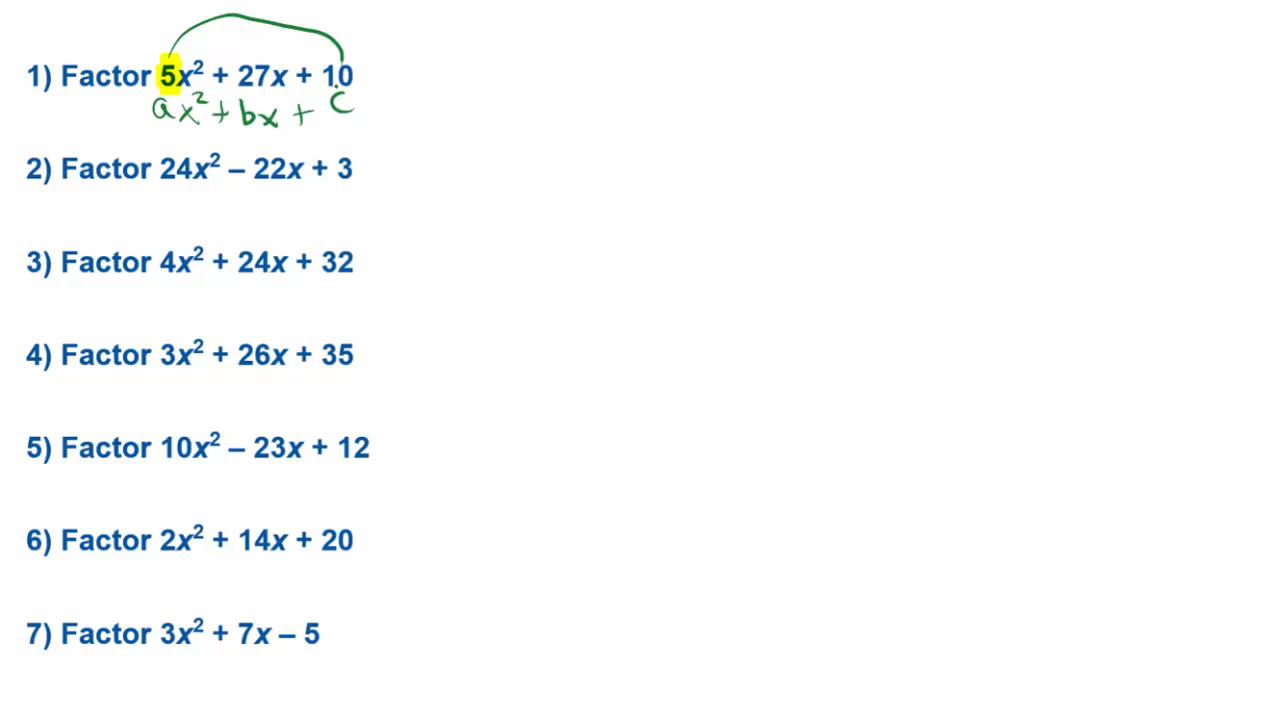 1) Factor 5x² + 27x + 10
ax² + bx + c
2) Factor 24x² – 22x + 3
3) Factor 4x² + 24x + 32
4) Factor 3x² + 26x + 35
5) Factor 10x² – 23x + 12
6) Factor 2x² + 14x + 20
7) Factor 3x² + 7x – 5